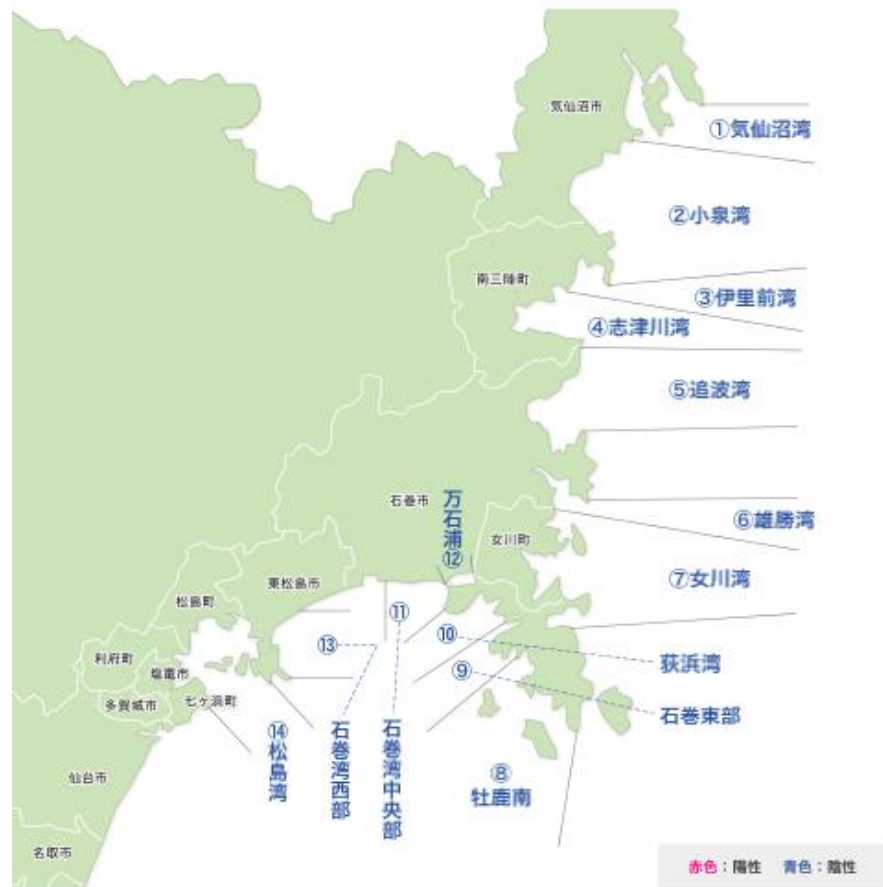 気仙沼市
①気仙沼湾
②小泉湾
南三陸町
③伊里前湾
④志津川湾
⑤追波湾
石巻市
万石浦⑫
女川町
⑥雄勝湾
⑦女川湾
東松島市
松島町
⑪
⑬
⑩
荻浜湾
利府町
塩竈市
⑨
多賀城市
七ヶ浜町
石巻東部
⑭松島湾
石巻湾西部
石巻湾中央部
仙台市
⑧
牡鹿南
名取市
赤色：陽性 青色：陰性